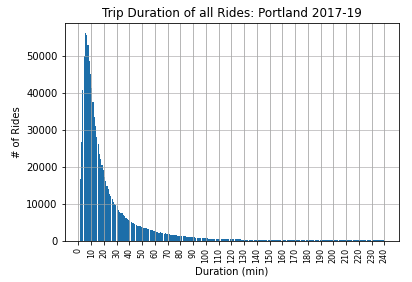 Trip Duration of all Rides: Portland 2017-19
# of Rides
50000
40000
30000
20000
10000
0
0 10 20 30 40 50 60 70 80 90 100 110 120 130 140 150 160 170 180 190 200 210 220 230 240
Duration (min)